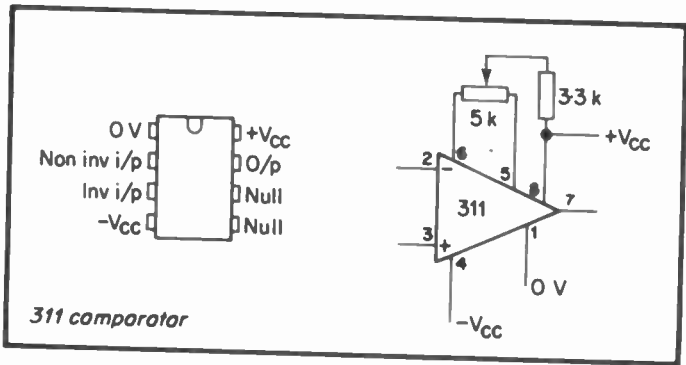 0 V
Non inv i/p
Inv i/p
-VCC
+VCC
O/p
Null
Null
311 comparator
5 k
3·3 k
+VCC
6
5
8
2
-
311
7
3
+
4
1
0 V
-VCC